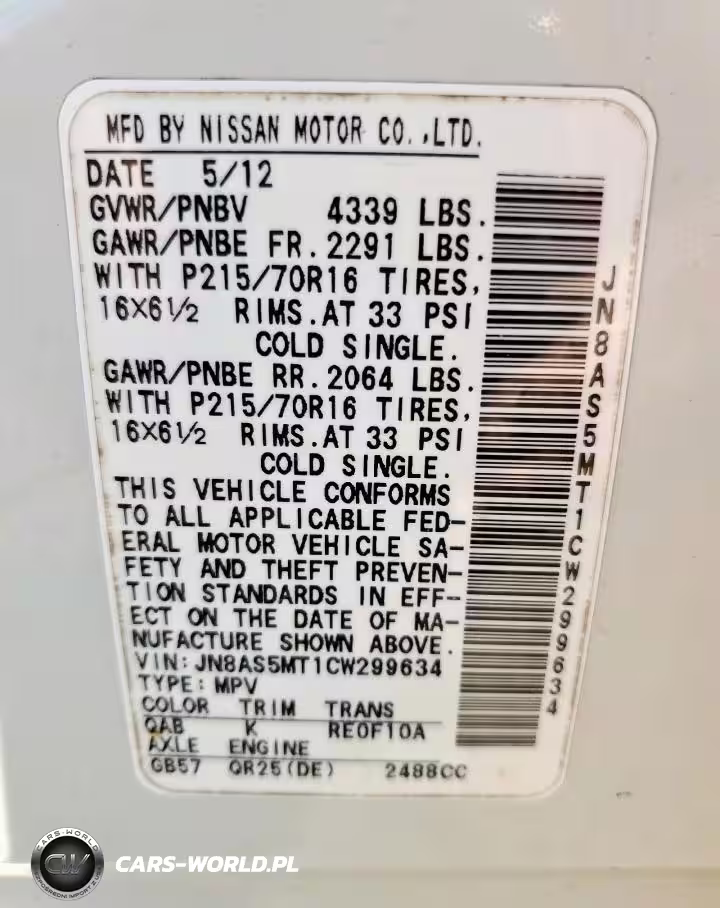 MFD BY NISSAN MOTOR CO.,LTD.
DATE 5/12
GVWR/PNBV 4339 LBS.
GAWR/PNBE FR.2291 LBS.
WITH P215/70R16 TIRES,
16X6½ RIMS.AT 33 PSI
COLD SINGLE.
GAWR/PNBE RR.2064 LBS.
WITH P215/70R16 TIRES,
16X6½ RIMS.AT 33 PSI
COLD SINGLE.
THIS VEHICLE CONFORMS
TO ALL APPLICABLE FED-
ERAL MOTOR VEHICLE SA-
FETY AND THEFT PREVEN-
TION STANDARDS IN EFF-
ECT ON THE DATE OF MA-
NUFACTURE SHOWN ABOVE.
VIN:JN8AS5MT1CW299634
TYPE:MPV
COLOR TRIM TRANS
QAB K RE0F10A
AXLE ENGINE
GB57 QR25(DE) 2488CC
JN8AS5MT1CW299634
CARS-WORLD
CW
CARS-WORLD.PL